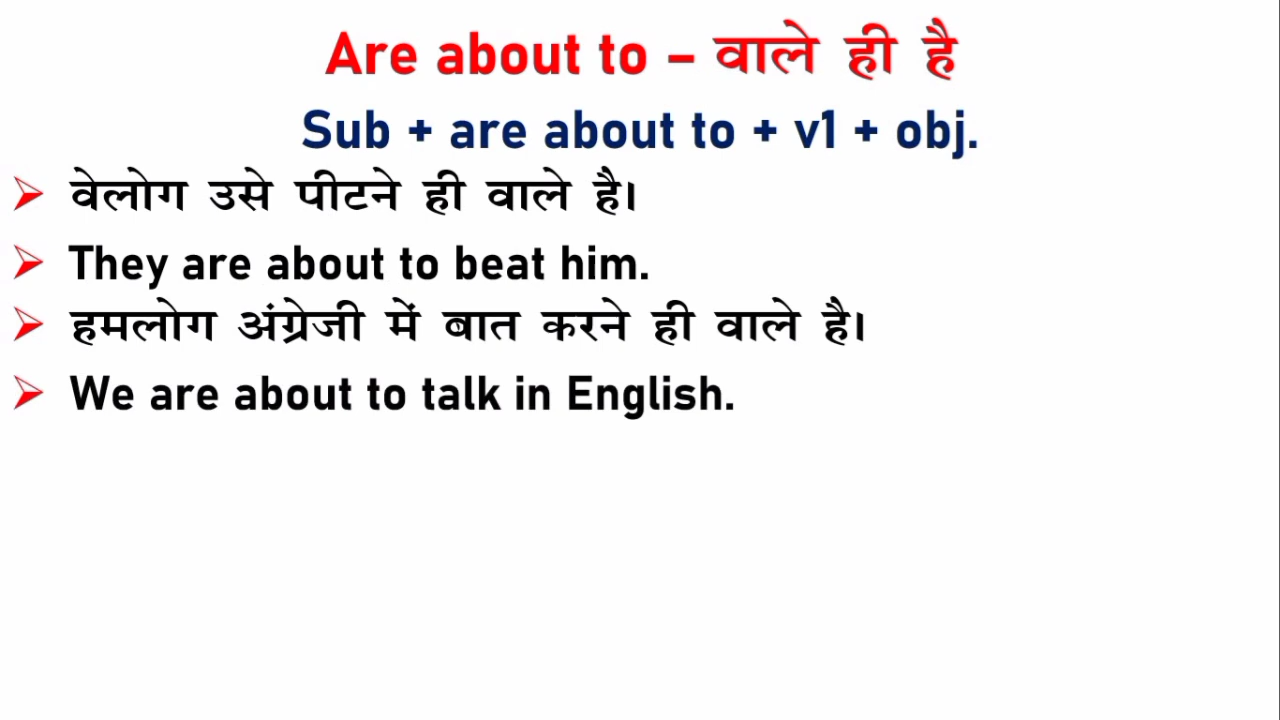 Are about to – वाले ही है
Sub + are about to + v1 + obj.
➢ वेलोग उसे पीटने ही वाले है।
➢ They are about to beat him.
➢ हमलोग अंग्रेजी में बात करने ही वाले है।
➢ We are about to talk in English.